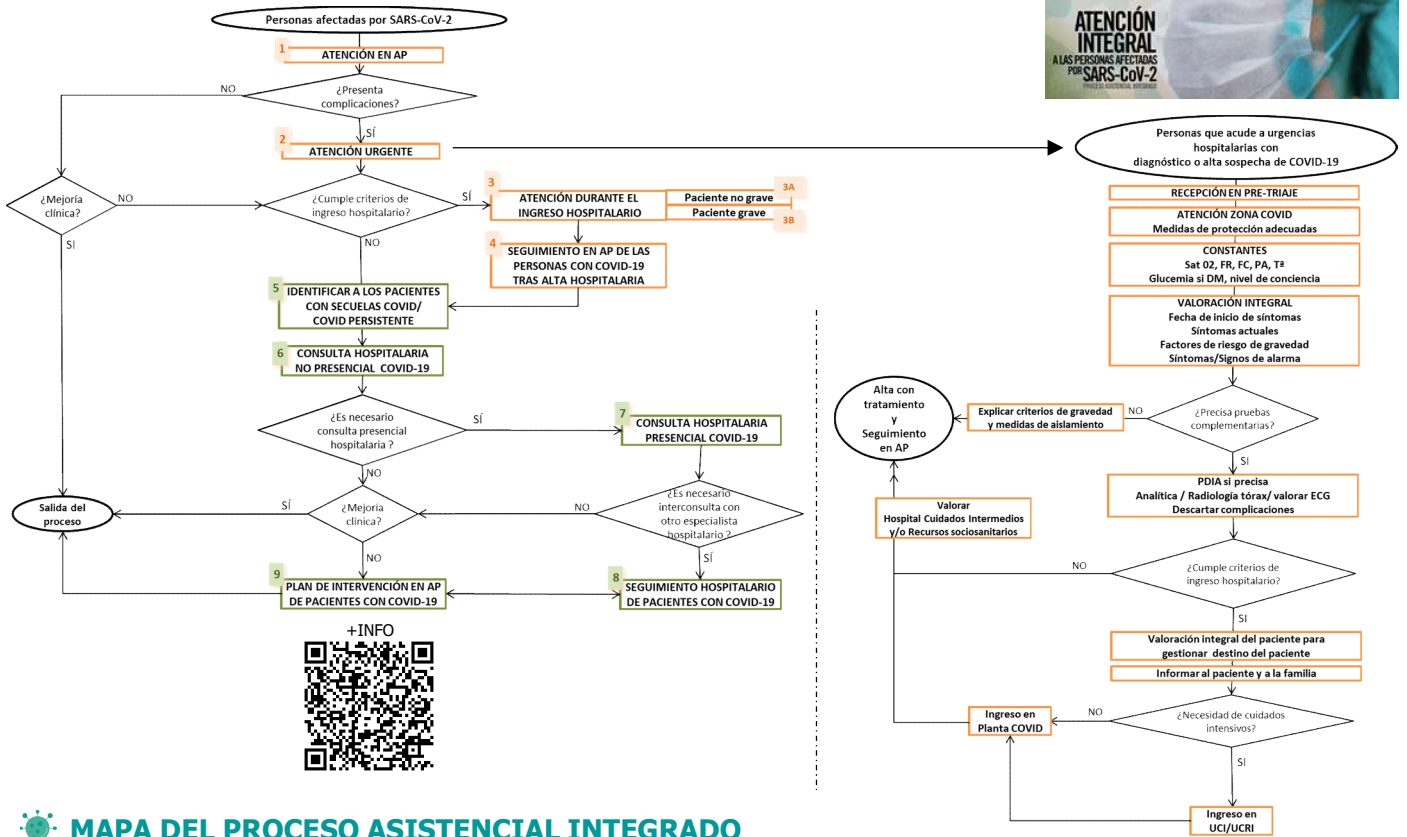 Personas afectadas por SARS-CoV-2
1
ATENCIÓN EN AP
¿Presenta
complicaciones?
NO
SÍ
2
ATENCIÓN URGENTE
¿Mejoría
clínica?
NO
SI
¿Cumple criterios de
ingreso hospitalario?
SÍ
NO
3
ATENCIÓN DURANTE EL
INGRESO HOSPITALARIO
3A
Paciente no grave
Paciente grave
3B
4
SEGUIMIENTO EN AP DE LAS
PERSONAS CON COVID-19
TRAS ALTA HOSPITALARIA
5
IDENTIFICAR A LOS PACIENTES
CON SECUELAS COVID/
COVID PERSISTENTE
6
CONSULTA HOSPITALARIA
NO PRESENCIAL COVID-19
¿Es necesario
consulta presencial
hospitalaria ?
SÍ
NO
7
CONSULTA HOSPITALARIA
PRESENCIAL COVID-19
¿Es necesario
interconsulta con
otro especialista
hospitalario ?
NO
SÍ
¿Mejoría
clínica?
SÍ
NO
Salida del
proceso
9
PLAN DE INTERVENCIÓN EN AP
DE PACIENTES CON COVID-19
8
SEGUIMIENTO HOSPITALARIO
DE PACIENTES CON COVID-19
+INFO
ATENCIÓN
INTEGRAL
A LAS PERSONAS AFECTADAS
POR SARS-CoV-2
PROCESO ASISTENCIAL INTEGRADO
Personas que acude a urgencias
hospitalarias con
diagnóstico o alta sospecha de COVID-19
RECEPCIÓN EN PRE-TRIAJE
ATENCIÓN ZONA COVID
Medidas de protección adecuadas
CONSTANTES
Sat 02, FR, FC, PA, Tª
Glucemia si DM, nivel de conciencia
VALORACIÓN INTEGRAL
Fecha de inicio de síntomas
Síntomas actuales
Factores de riesgo de gravedad
Síntomas/Signos de alarma
¿Precisa pruebas
complementarias?
NO
SI
Explicar criterios de gravedad
y medidas de aislamiento
Alta con
tratamiento
y
Seguimiento
en AP
PDIA si precisa
Analítica / Radiología tórax/ valorar ECG
Descartar complicaciones
Valorar
Hospital Cuidados Intermedios
y/o Recursos sociosanitarios
¿Cumple criterios de
ingreso hospitalario?
NO
SI
Valoración integral del paciente para
gestionar destino del paciente
Informar al paciente y a la familia
¿Necesidad de cuidados
intensivos?
NO
SI
Ingreso en
Planta COVID
Ingreso en
UCI/UCRI
MAPA DEL PROCESO ASISTENCIAL INTEGRADO